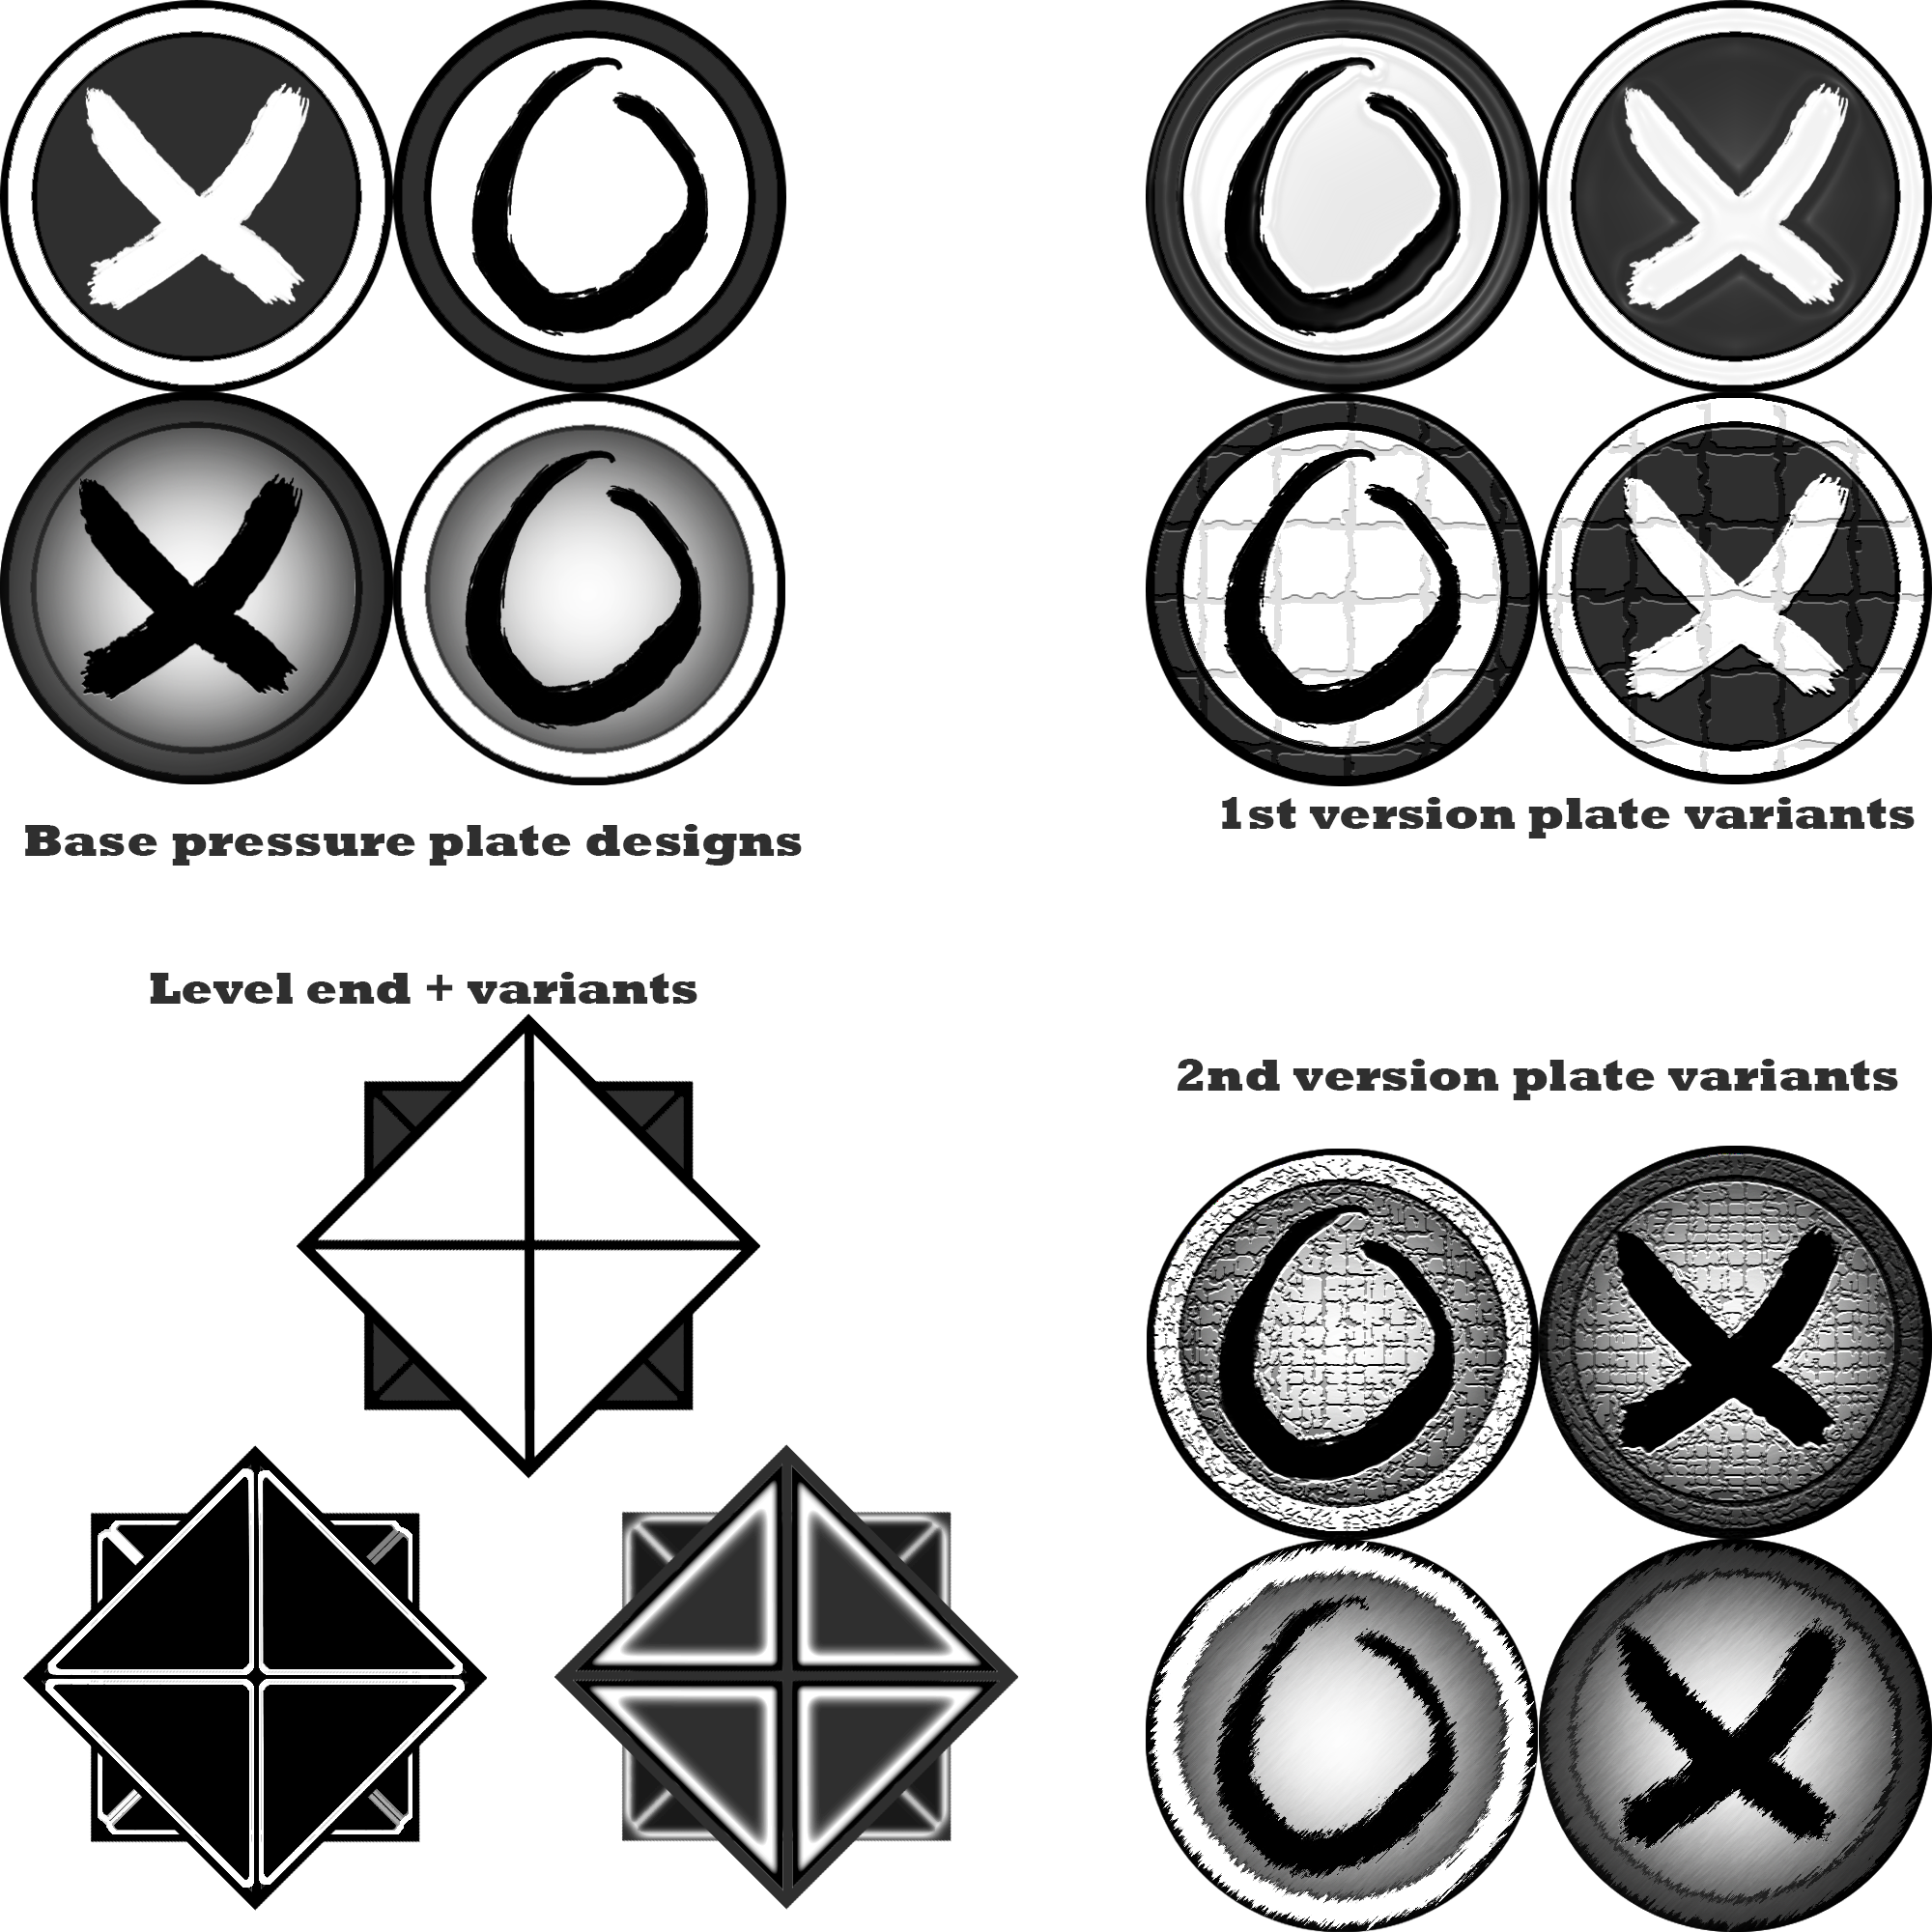 Base pressure plate designs
1st version plate variants
Level end + variants
2nd version plate variants